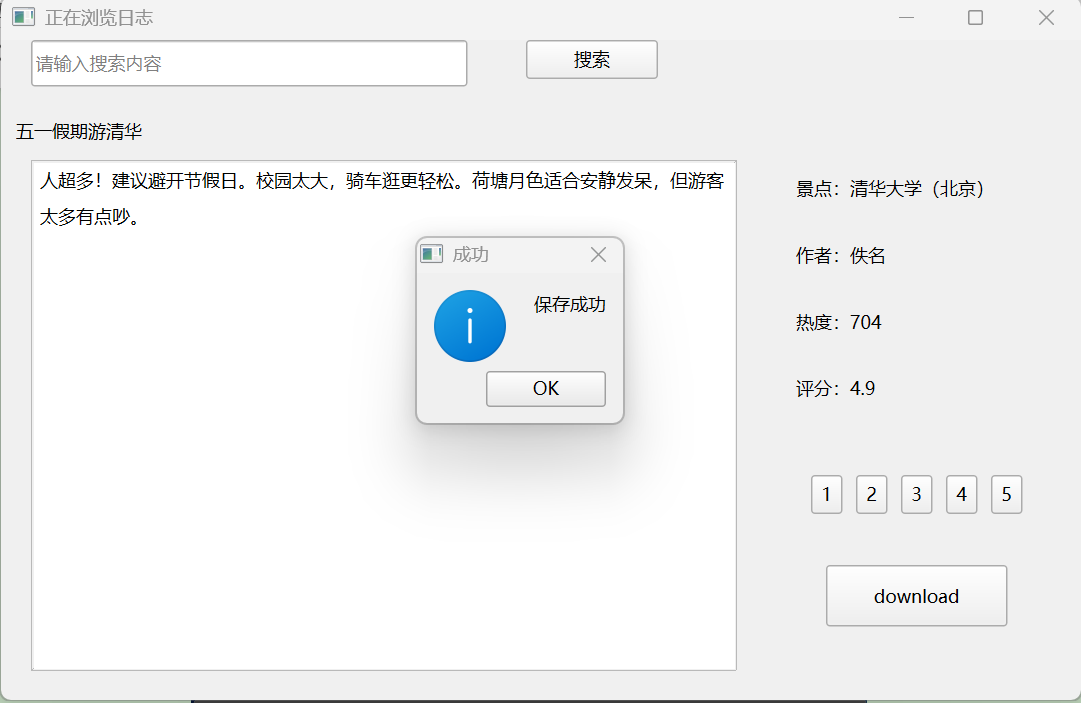 正在浏览日志
请输入搜索内容
搜索
五一假期游清华
人超多！建议避开节假日。校园太大，骑车逛更轻松。荷塘月色适合安静发呆，但游客
太多有点吵。
景点：清华大学（北京）
作者：佚名
热度：704
评分：4.9
1 2 3 4 5
download
成功
保存成功
OK